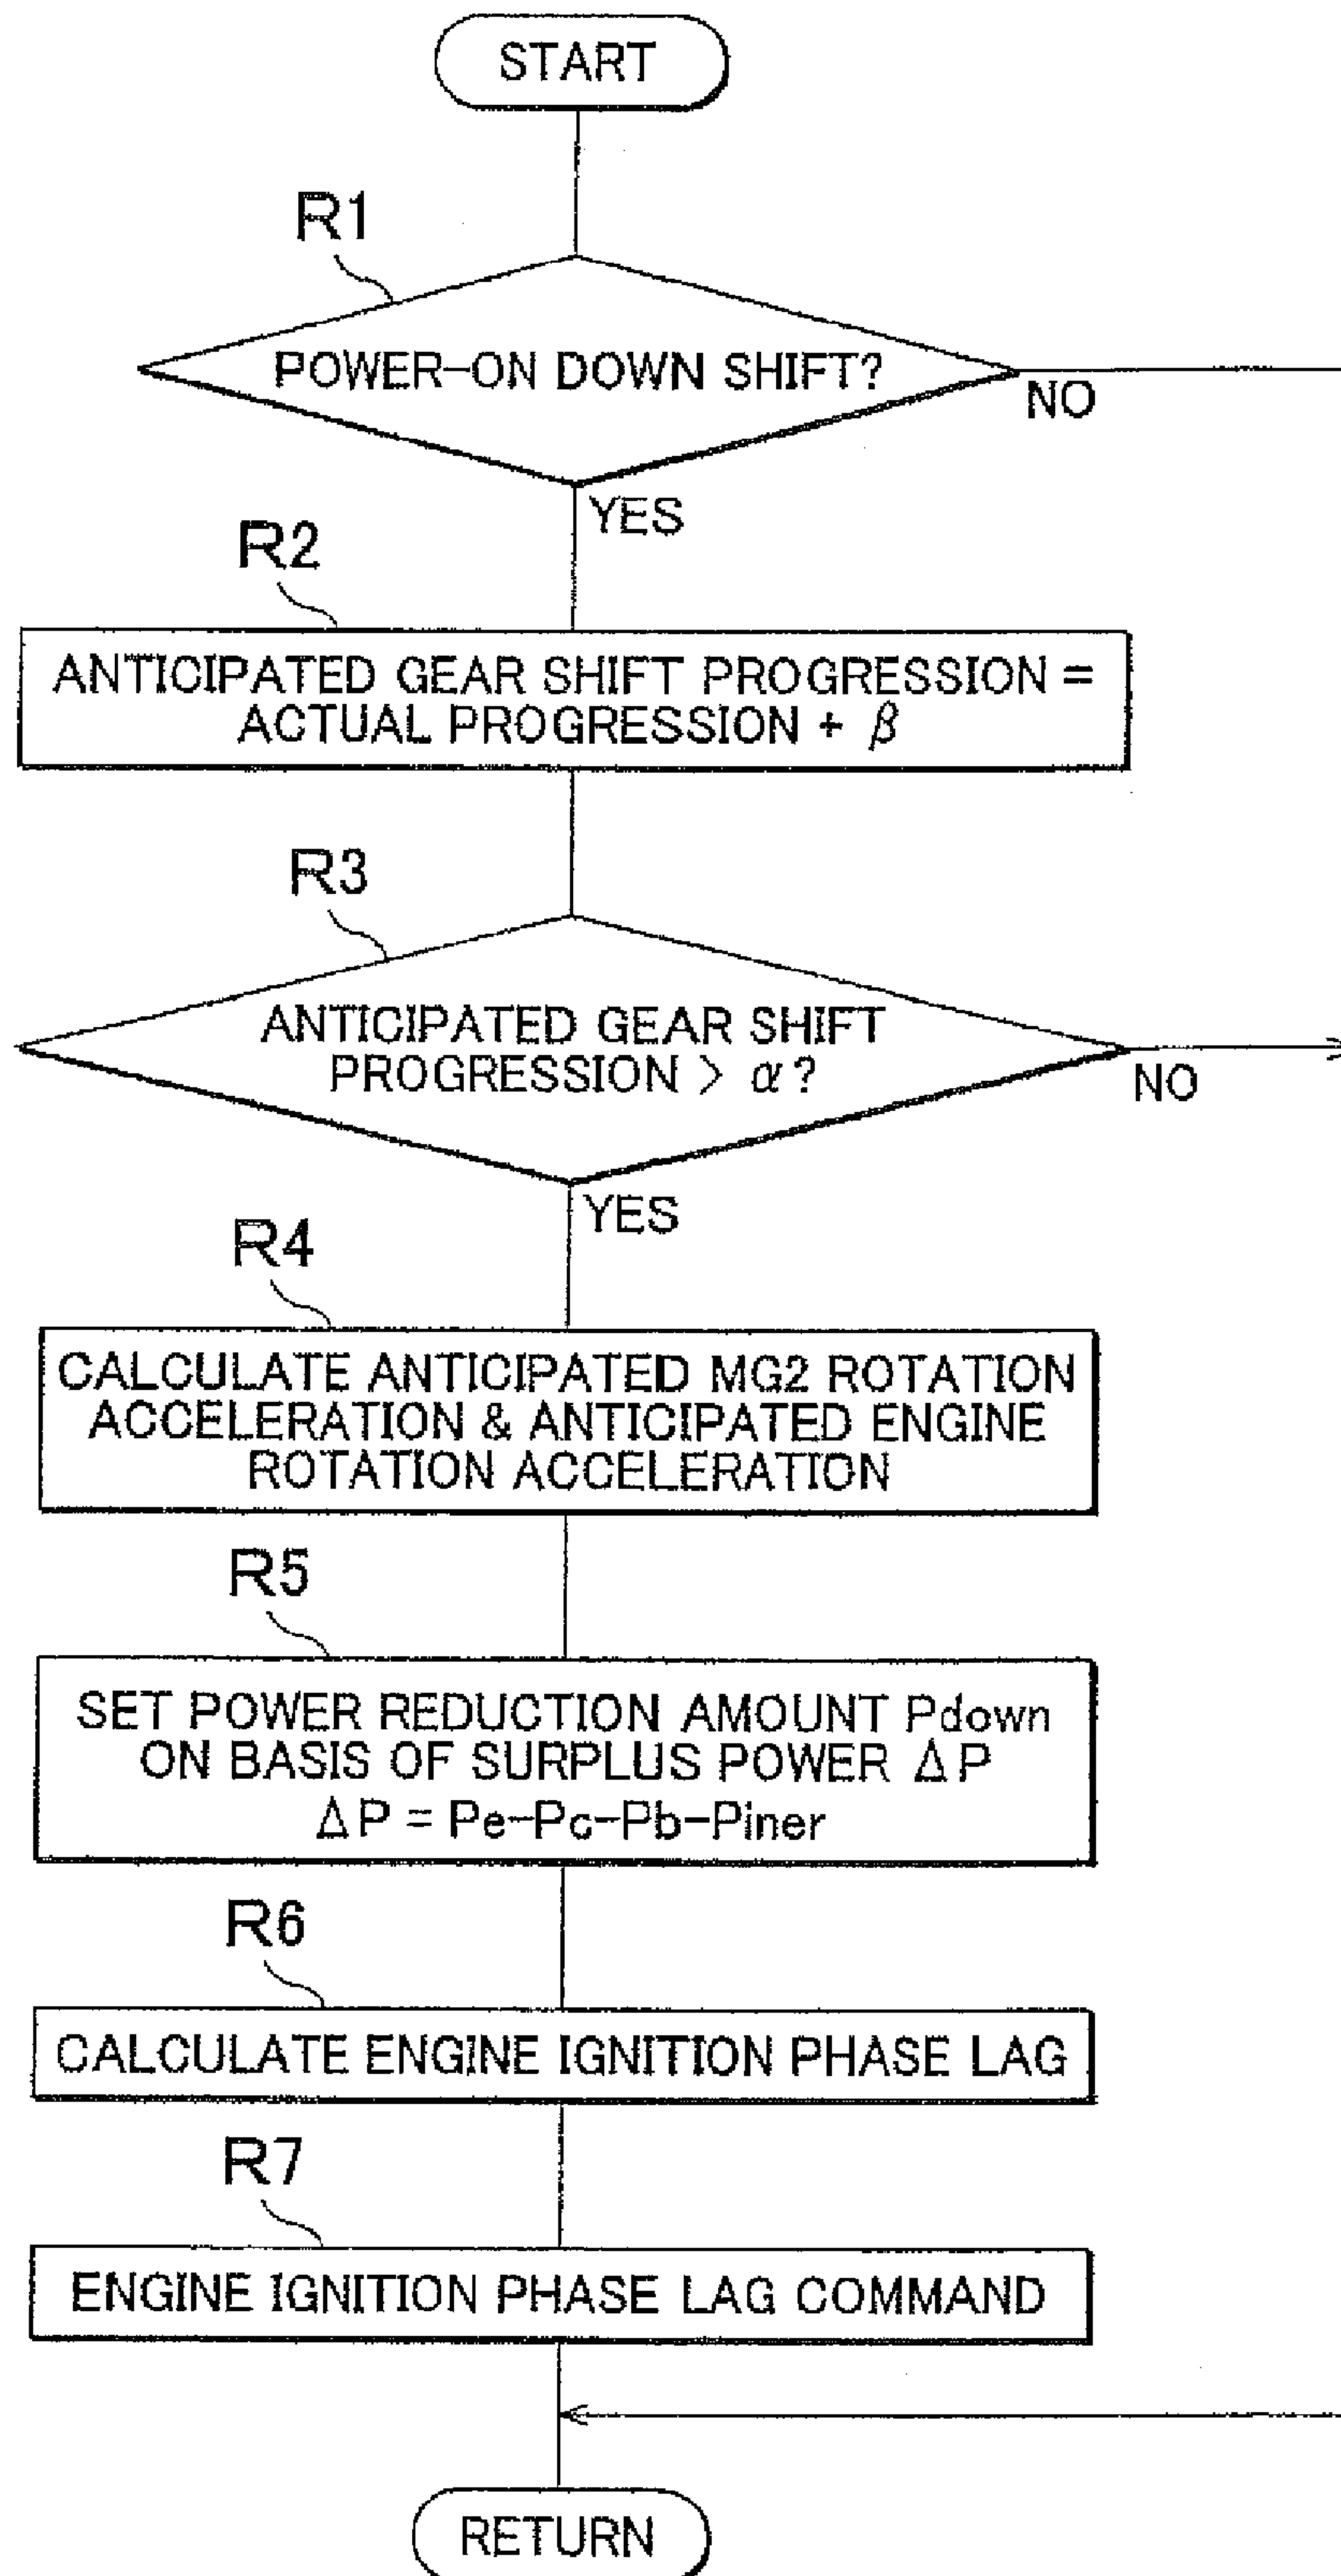 START
R1
POWER-ON DOWN SHIFT?
NO
YES
R2
ANTICIPATED GEAR SHIFT PROGRESSION =
ACTUAL PROGRESSION + β
R3
ANTICIPATED GEAR SHIFT
PROGRESSION > α?
NO
YES
R4
CALCULATE ANTICIPATED MG2 ROTATION
ACCELERATION & ANTICIPATED ENGINE
ROTATION ACCELERATION
R5
SET POWER REDUCTION AMOUNT Pdown
ON BASIS OF SURPLUS POWER ΔP
ΔP = Pe-Pc-Pb-Piner
R6
CALCULATE ENGINE IGNITION PHASE LAG
R7
ENGINE IGNITION PHASE LAG COMMAND
RETURN